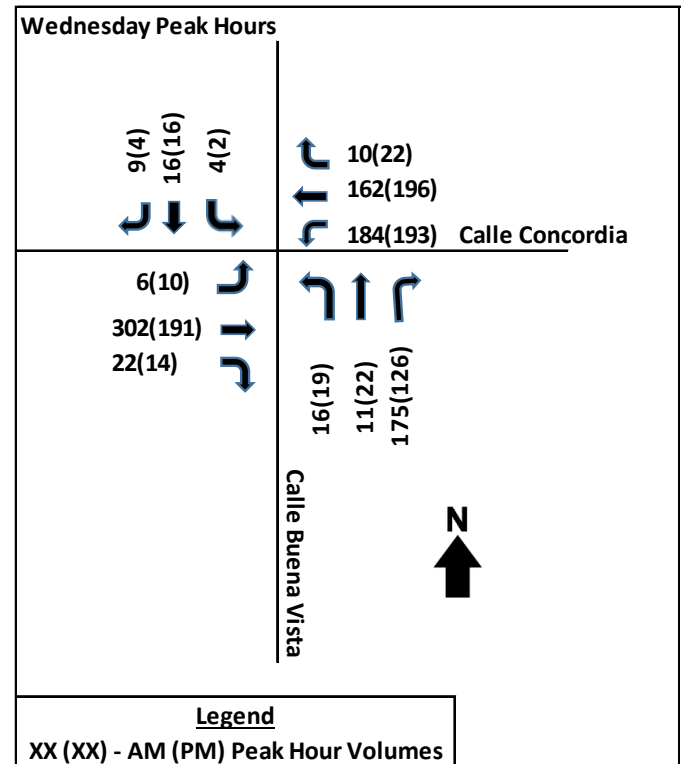 Wednesday Peak Hours
9(4)
16(16)
4(2)
10(22)
162(196)
184(193) Calle Concordia
6(10)
302(191)
22(14)
16(19)
11(22)
175(126)
Calle Buena Vista
N
Legend
XX (XX) - AM (PM) Peak Hour Volumes